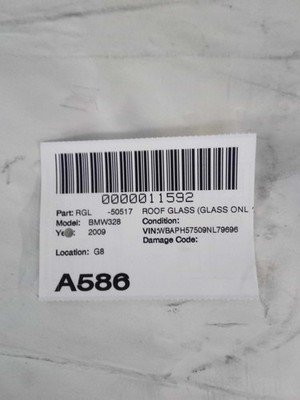 0000011592
Part: RGL -50517 ROOF GLASS (GLASS ONL
Model: BMW328 Condition:
Year: 2009 VIN:WBAPH57509NL79696
Damage Code:
Location: G8
A586